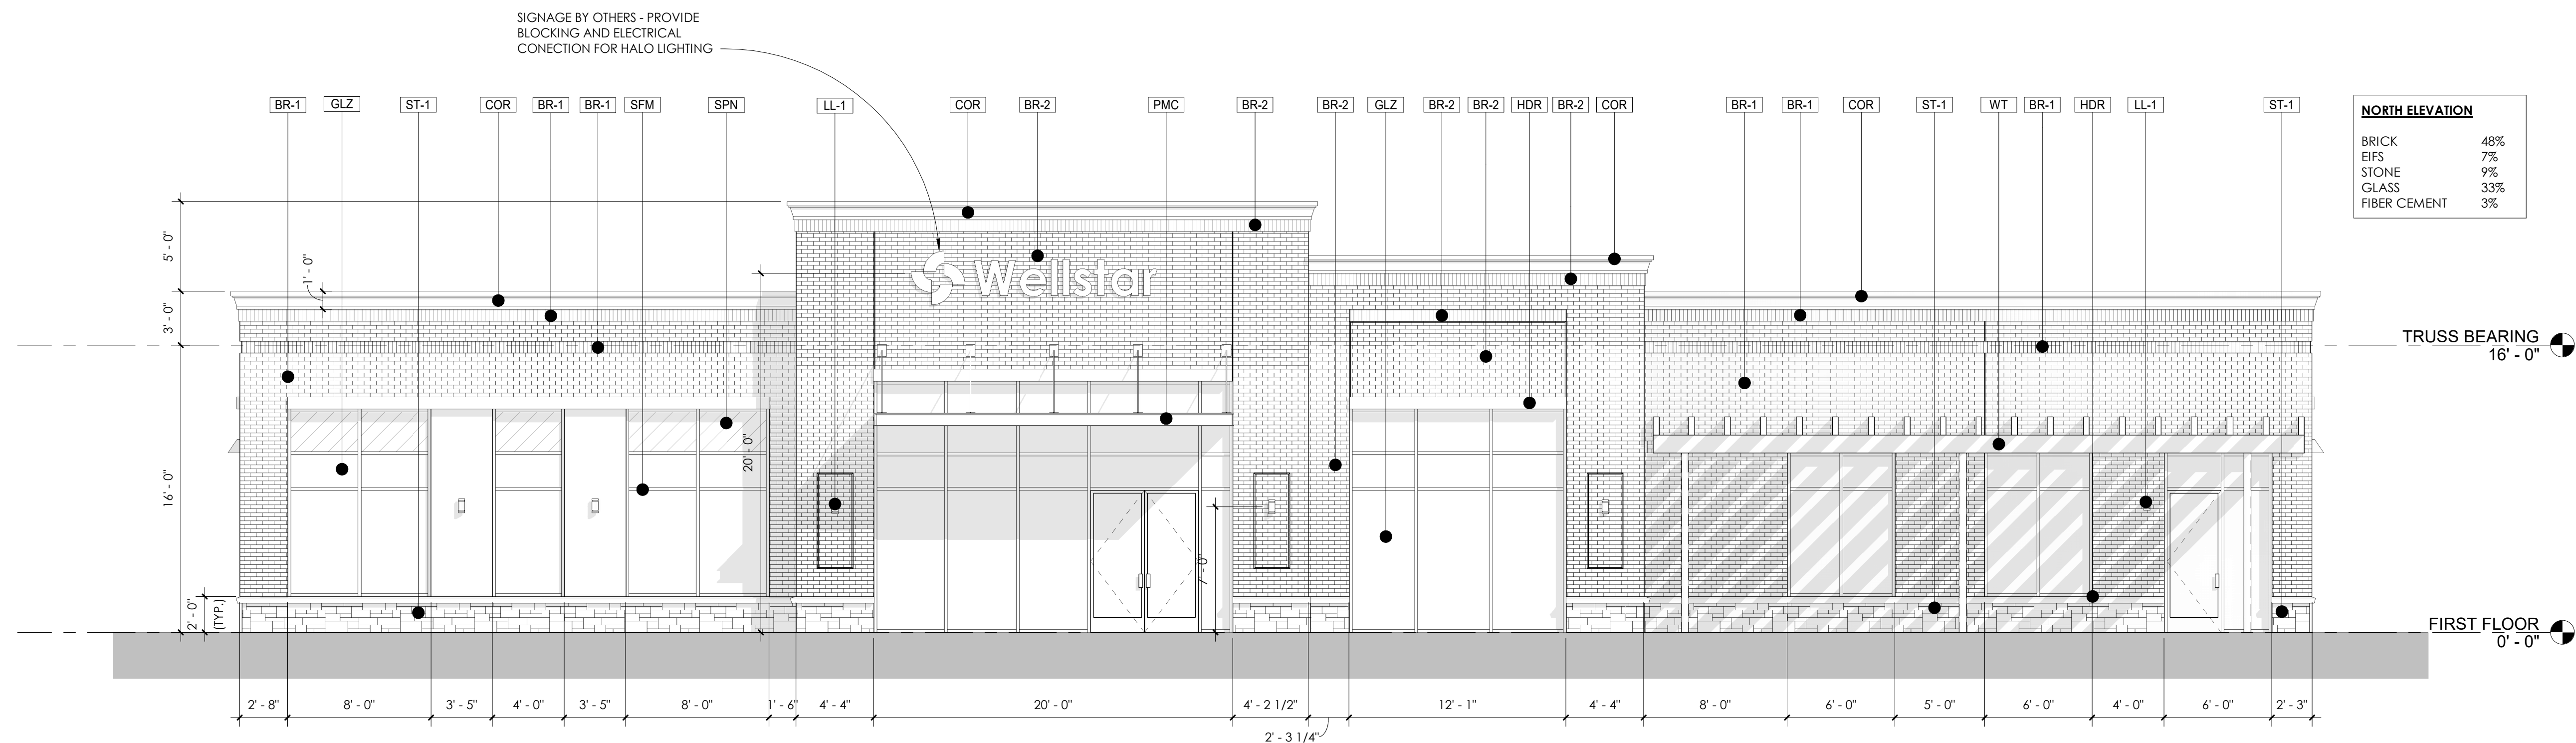 SIGNAGE BY OTHERS - PROVIDE
BLOCKING AND ELECTRICAL
CONECTION FOR HALO LIGHTING
BR-1 GLZ ST-1 COR BR-1 BR-1 SFM SPN LL-1 COR BR-2 PMC BR-2 BR-2 GLZ BR-2 BR-2 HDR BR-2 COR BR-1 BR-1 COR ST-1 WT BR-1 HDR LL-1 ST-1
NORTH ELEVATION
BRICK 48%
EIFS 7%
STONE 9%
GLASS 33%
FIBER CEMENT 3%
5' - 0"
1' - 0"
Wellstar
3' - 0"
TRUSS BEARING
16' - 0"
20' - 0"
16' - 0"
7' - 0"
2' - 0"
(TYP.)
FIRST FLOOR
0' - 0"
2' - 8" 8' - 0" 3' - 5" 4' - 0" 3' - 5" 8' - 0" 1' - 6" 4' - 4" 20' - 0" 4' - 2 1/2" 12' - 1" 4' - 4" 8' - 0" 6' - 0" 5' - 0" 6' - 0" 4' - 0" 6' - 0" 2' - 3"
2' - 3 1/4"